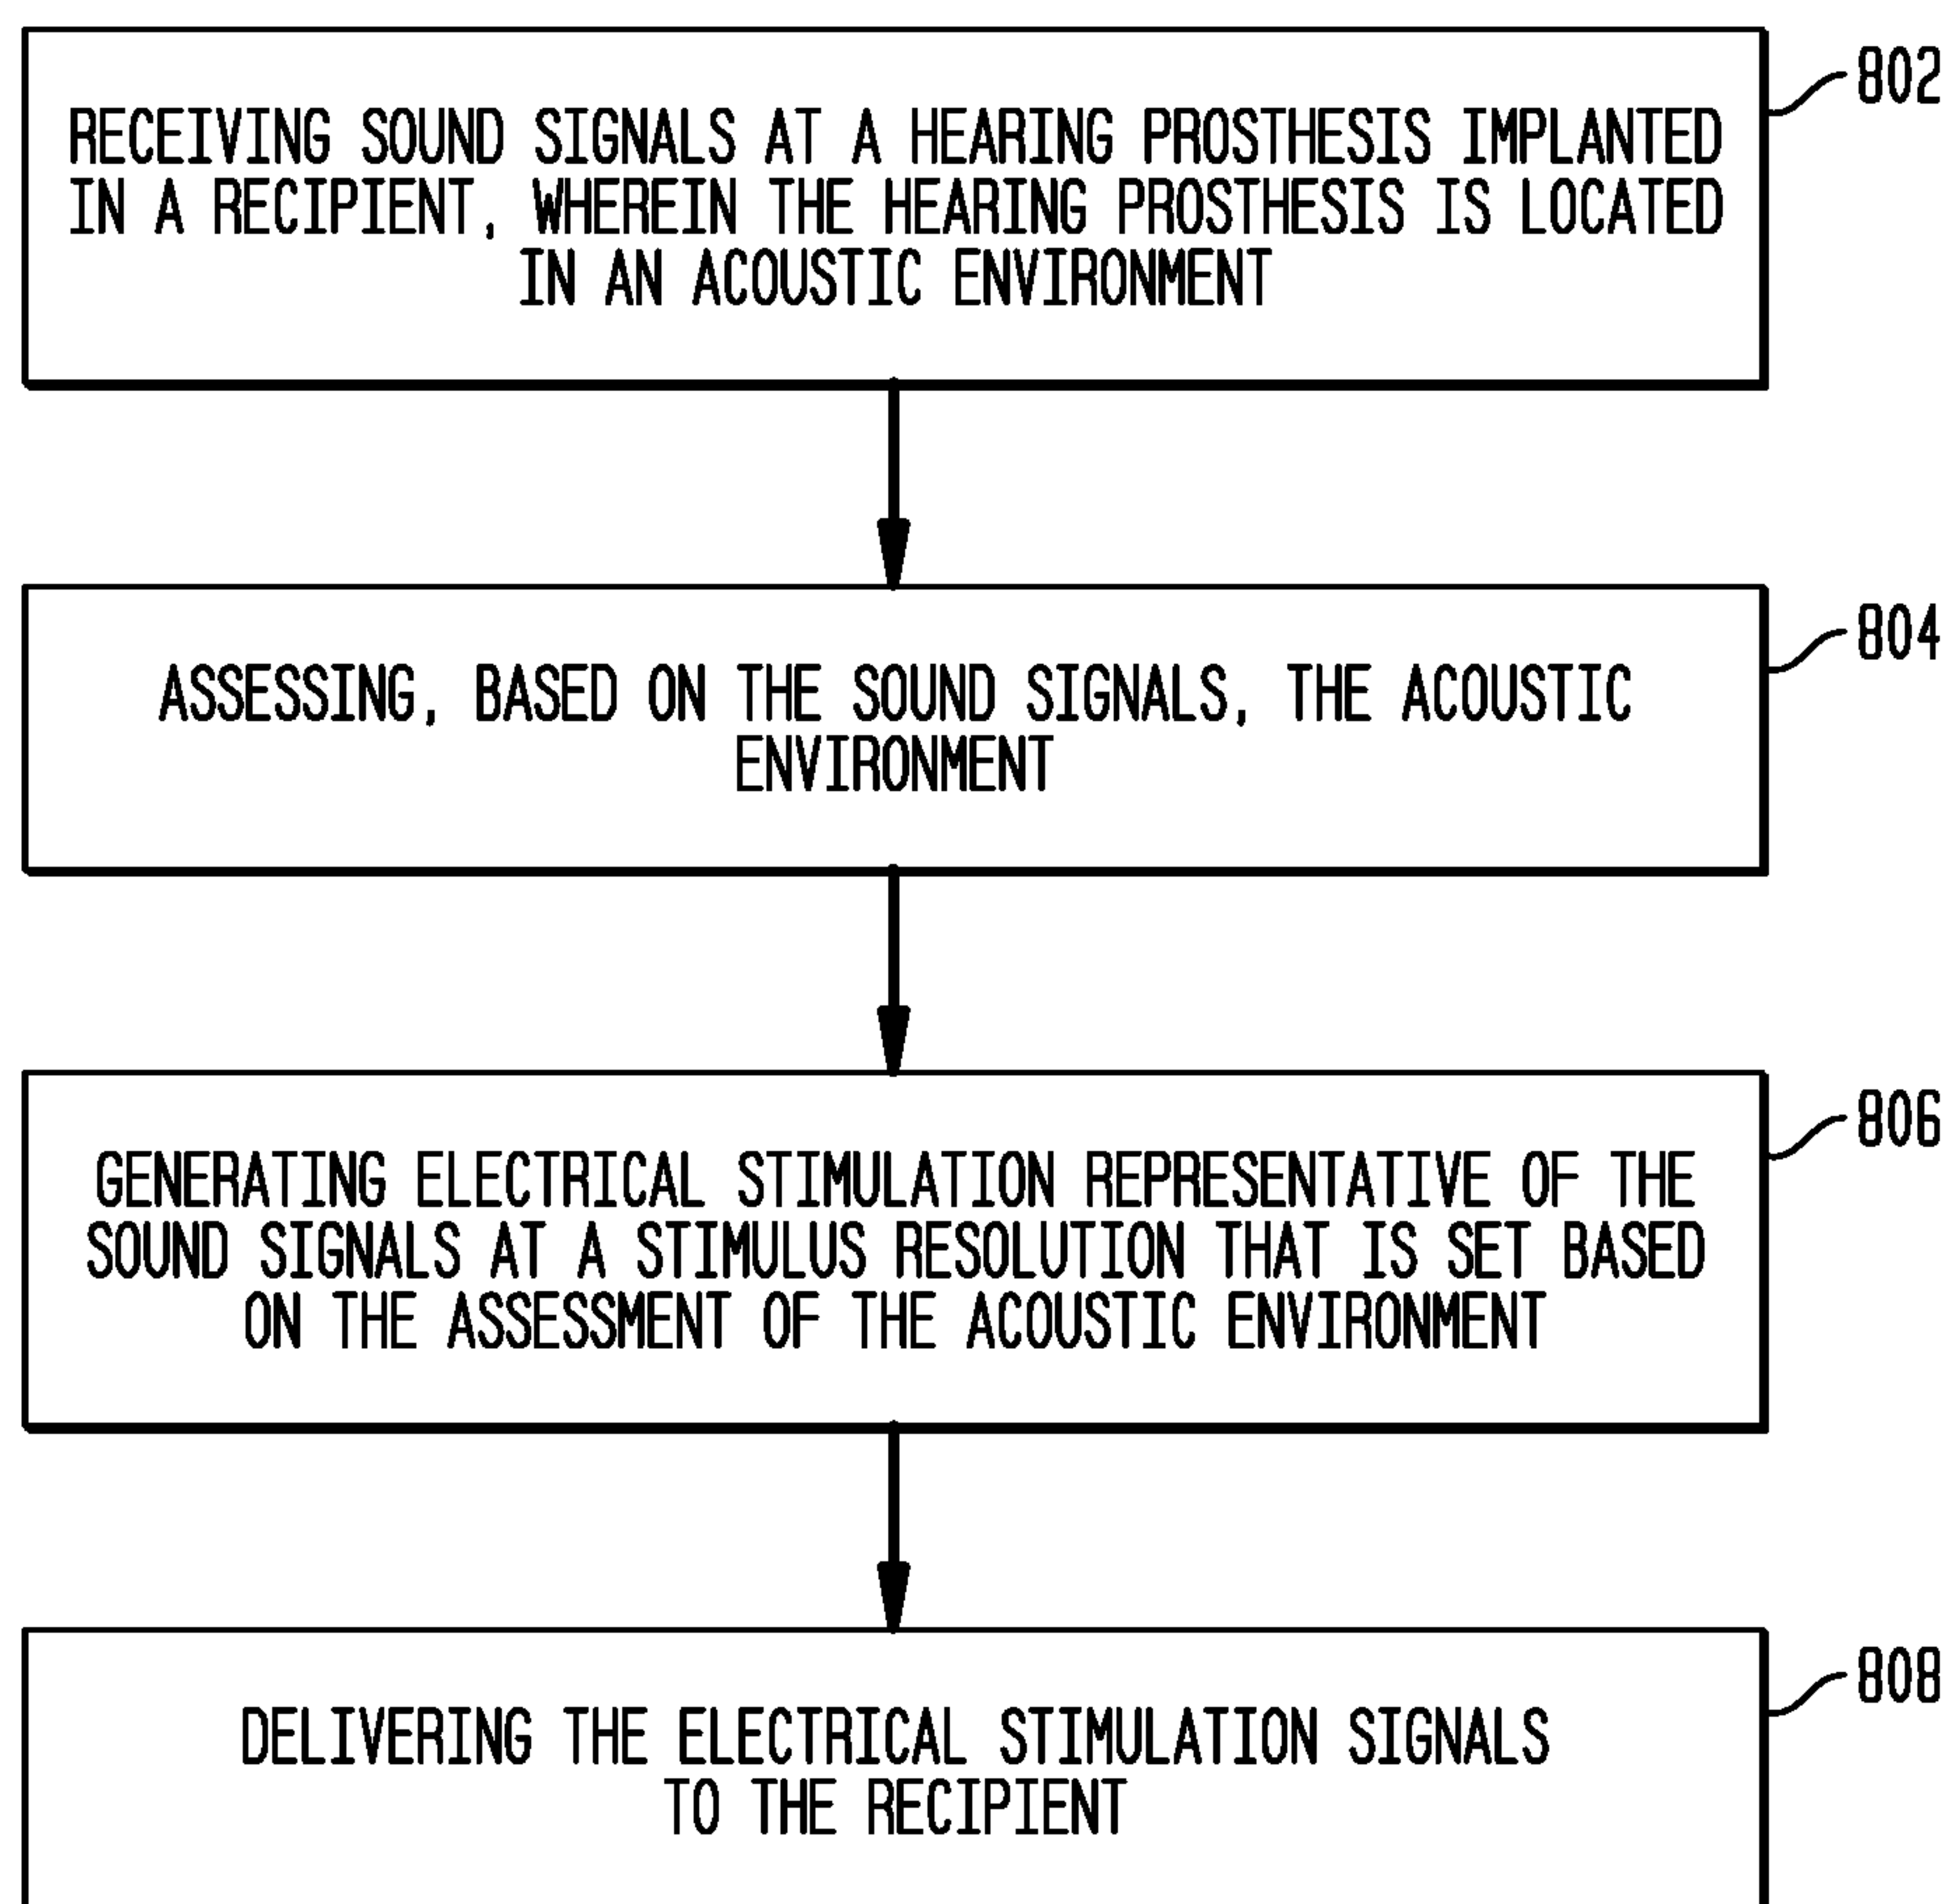 802
RECEIVING SOUND SIGNALS AT A HEARING PROSTHESIS IMPLANTED
IN A RECIPIENT, WHEREIN THE HEARING PROSTHESIS IS LOCATED
IN AN ACOUSTIC ENVIRONMENT
804
ASSESSING, BASED ON THE SOUND SIGNALS, THE ACOUSTIC
ENVIRONMENT
806
GENERATING ELECTRICAL STIMULATION REPRESENTATIVE OF THE
SOUND SIGNALS AT A STIMULUS RESOLUTION THAT IS SET BASED
ON THE ASSESSMENT OF THE ACOUSTIC ENVIRONMENT
808
DELIVERING THE ELECTRICAL STIMULATION SIGNALS
TO THE RECIPIENT